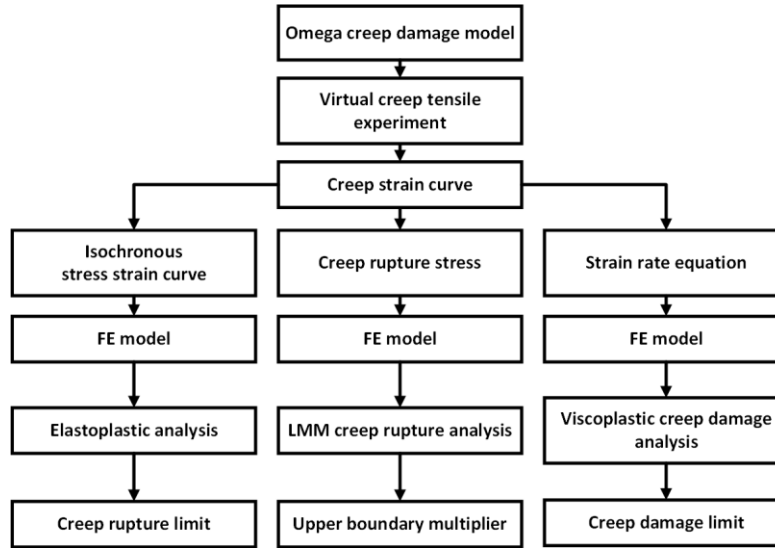 Omega creep damage model
Virtual creep tensile
experiment
Creep strain curve
Isochronous
stress strain curve
Creep rupture stress
Strain rate equation
FE model
FE model
FE model
Elastoplastic analysis
LMM creep rupture analysis
Viscoplastic creep damage
analysis
Creep rupture limit
Upper boundary multiplier
Creep damage limit